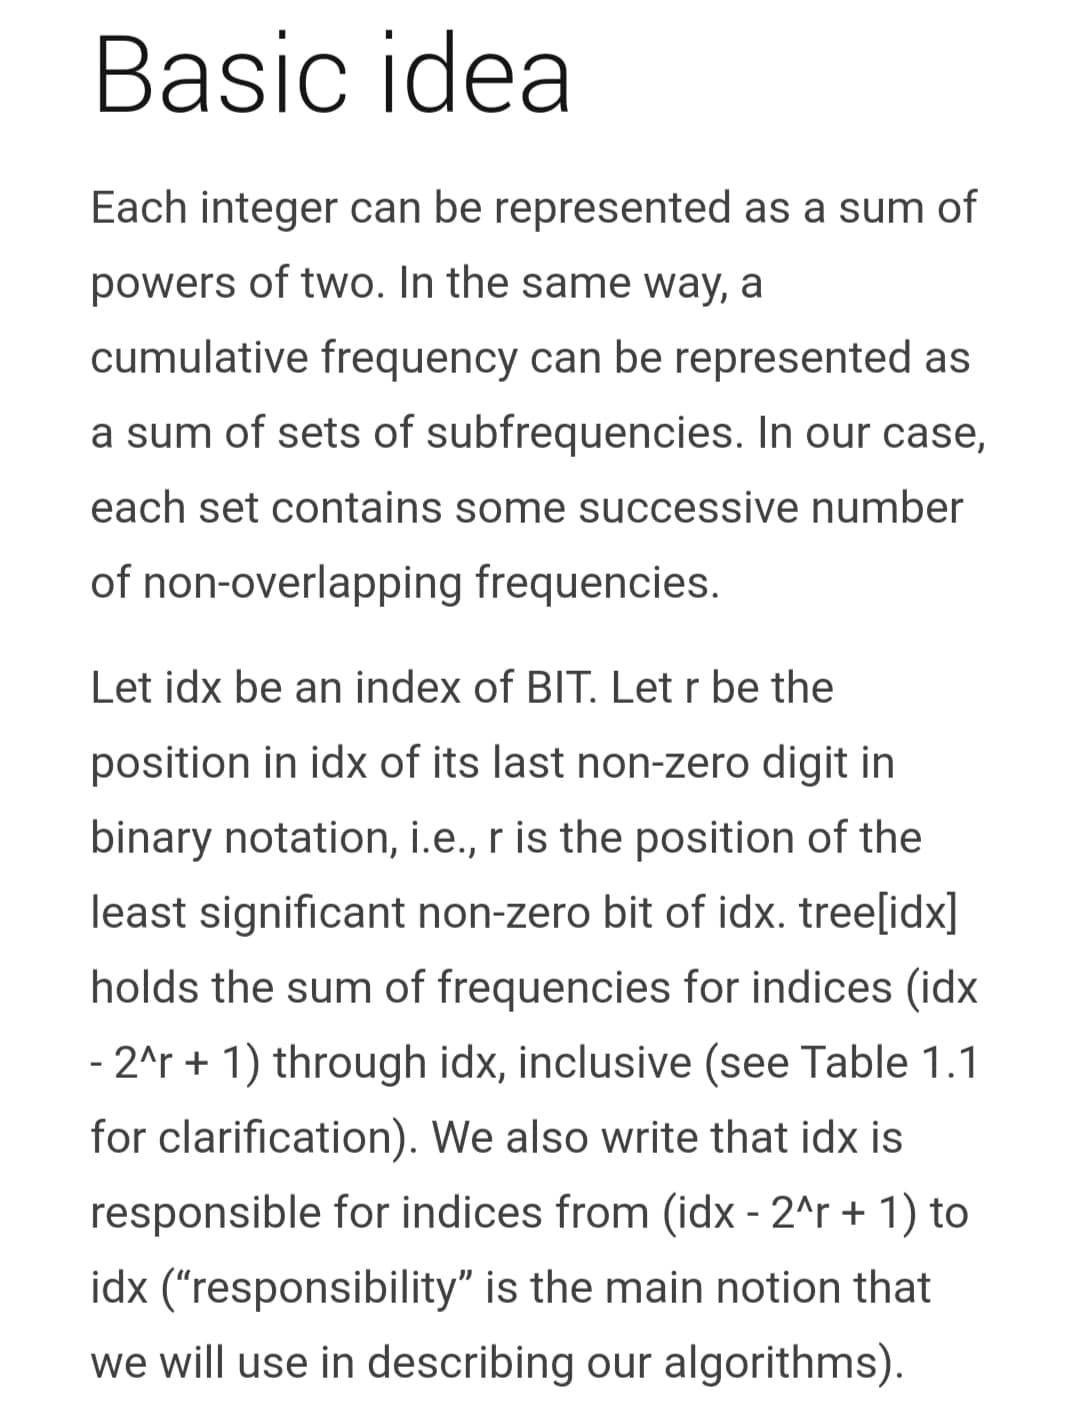 Basic idea
Each integer can be represented as a sum of
powers of two. In the same way, a
cumulative frequency can be represented as
a sum of sets of subfrequencies. In our case,
each set contains some successive number
of non-overlapping frequencies.
Let idx be an index of BIT. Let r be the
position in idx of its last non-zero digit in
binary notation, i.e., r is the position of the
least significant non-zero bit of idx. tree[idx]
holds the sum of frequencies for indices (idx
- 2^r + 1) through idx, inclusive (see Table 1.1
for clarification). We also write that idx is
responsible for indices from (idx - 2^r + 1) to
idx (“responsibility” is the main notion that
we will use in describing our algorithms).